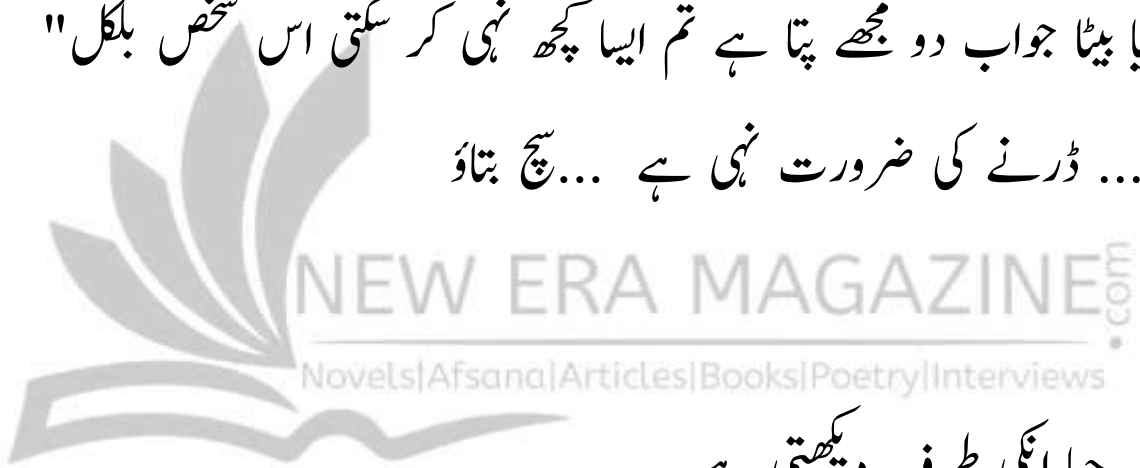 بیٹا جواب دو مجھے پتا ہے تم ایسا کچھ نہی کر سکتی اس شخص بلکل"
... ڈرنے کی ضرورت نہی ہے ...سچ بتاؤ
NEW ERA MAGAZINE.com
Novels|Afsana|Articles|Books|Poetry|Interviews